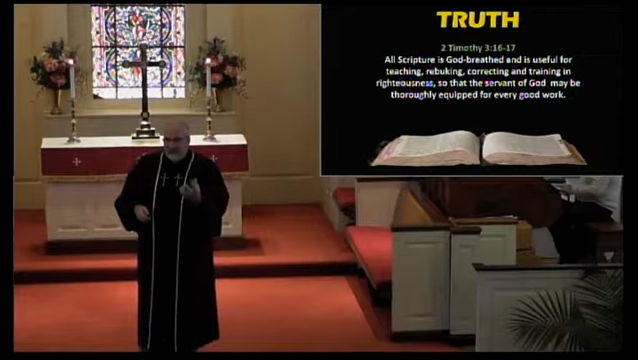 TRUTH
2 Timothy 3:16-17
All Scripture is God-breathed and is useful for
teaching, rebuking, correcting and training in
righteousness, so that the servant of God may be
thoroughly equipped for every good work.